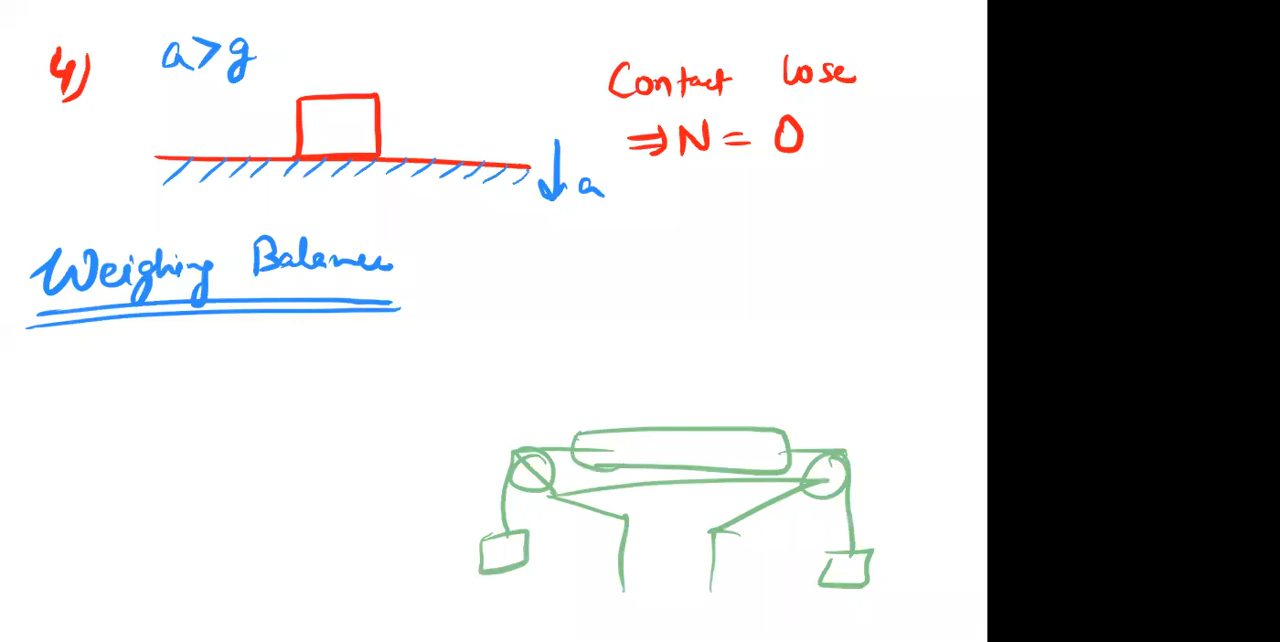 4) a > g
Contact lose
⇒ N = 0
a
Weighing Balance